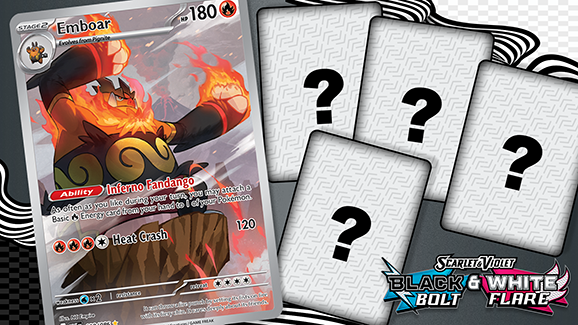 STAGE2
Emboar
HP 180
Evolves from Pignite
Ability Inferno Fandango
As often as you like during your turn, you may attach a
Basic Energy card from your hand to 1 of your Pokémon.
Heat Crash 120
weakness x2 resistance retreat
?
?
?
?
SCARLET & VIOLET
BLACK & WHITE
BOLT FLARE